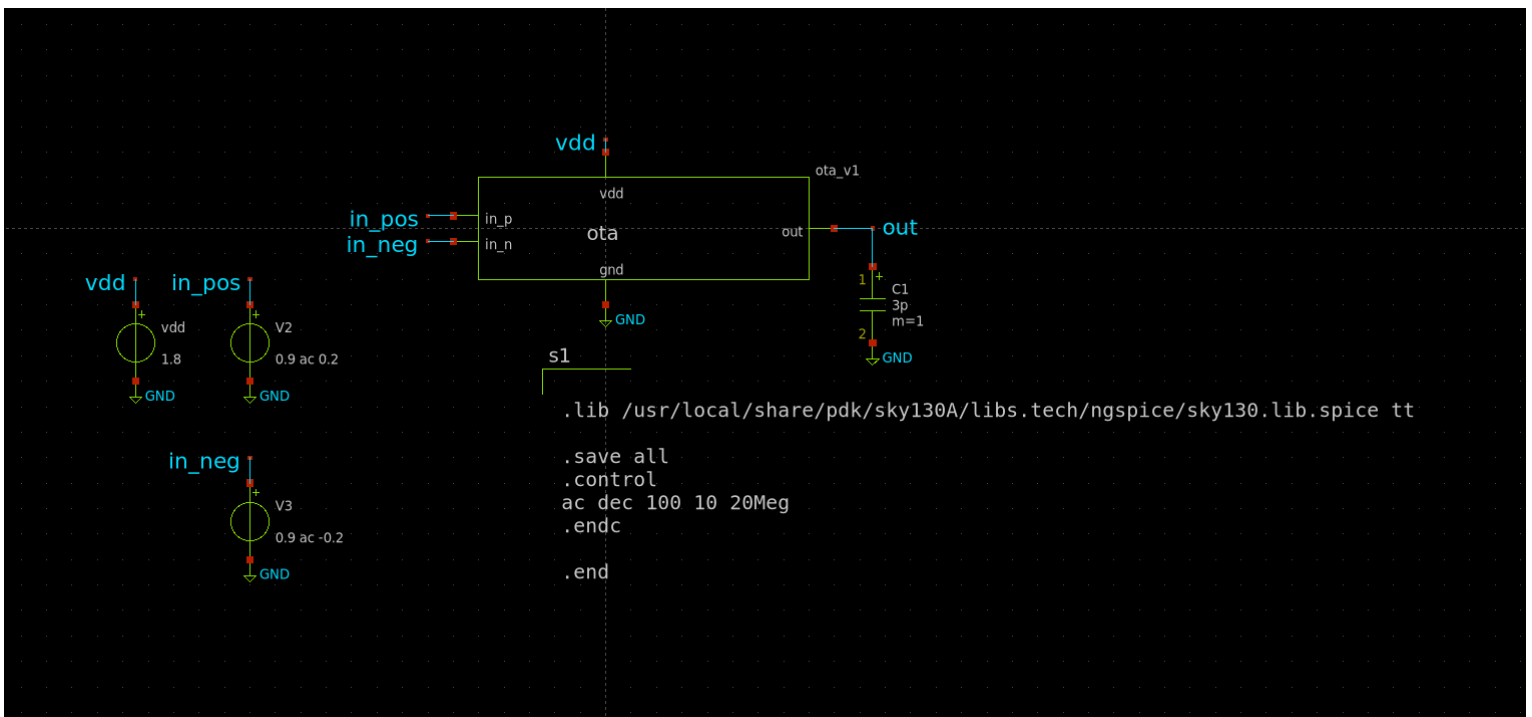 vdd
ota_v1
vdd
in_pos
in_p
in_neg
in_n
ota
out
out
gnd
GND
vdd
in_pos
+
vdd
1.8
GND
+
V2
0.9 ac 0.2
GND
1
+
C1
3p
m=1
2
GND
in_neg
+
V3
0.9 ac -0.2
GND
s1
.lib /usr/local/share/pdk/sky130A/libs.tech/ngspice/sky130.lib.spice tt
.save all
.control
ac dec 100 10 20Meg
.endc
.end